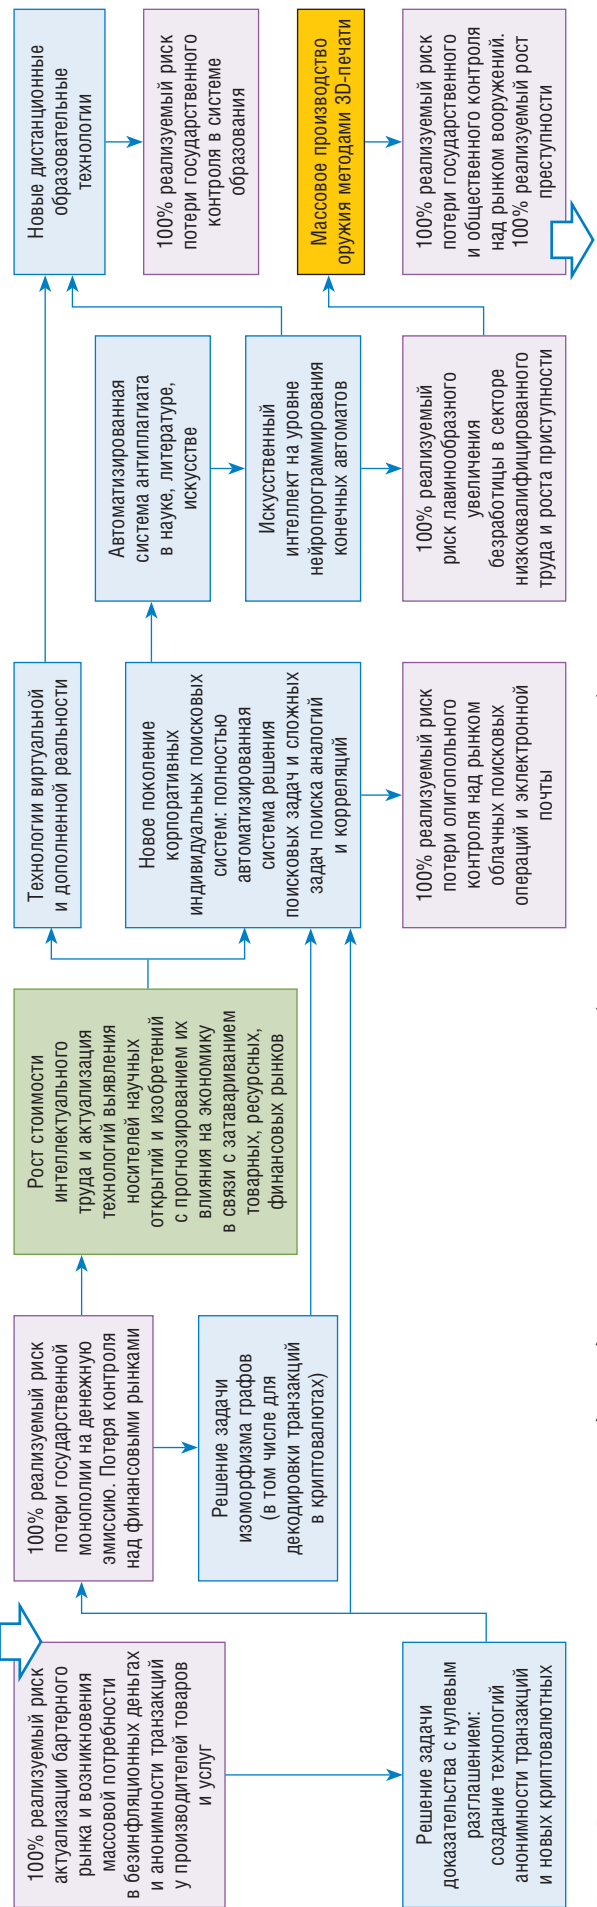 100% реализуемый риск
актуализации бартерного
рынка и возникновения
массовой потребности
в безинфляционных деньгах
и анонимности транзакций
у производителей товаров
и услуг
Решение задачи
доказательства с нулевым
разглашением:
создание технологий
анонимности транзакций
и новых криптовалютных
100% реализуемый риск
потери государственной
монополии на денежную
эмиссию. Потеря контроля
над финансовыми рынками
Решение задачи
изоморфизма графов
(в том числе для
декодировки транзакций
в криптовалютах)
Рост стоимости
интеллектуального
труда и актуализация
технологий выявления
носителей научных
открытий и изобретений
с прогнозированием их
влияния на экономику
в связи с затавариванием
товарных, ресурсных,
финансовых рынков
Технологии виртуальной
и дополненной реальности
Новое поколение
корпоративных
индивидуальных поисковых
систем: полностью
автоматизированная
система решения
поисковых задач и сложных
задач поиска аналогий
и корреляций
100% реализуемый риск
потери олигопольного
контроля над рынком
облачных поисковых
операций и эклектронной
почты
Автоматизированная
система антиплагиата
в науке, литературе,
искусстве
Искусственный
интеллект на уровне
нейропрограммирования
конечных автоматов
100% реализуемый
риск лавинообразного
увеличения
безработицы в секторе
низкоквалифицированного
труда и роста приступности
Новые дистанционные
образовательные
технологии
100% реализуемый риск
потери государственного
контроля в системе
образования
Массовое производство
оружия методами 3D-печати
100% реализуемый риск
потери государственного
и общественного контроля
над рынком вооружений.
100% реализуемый рост
преступности